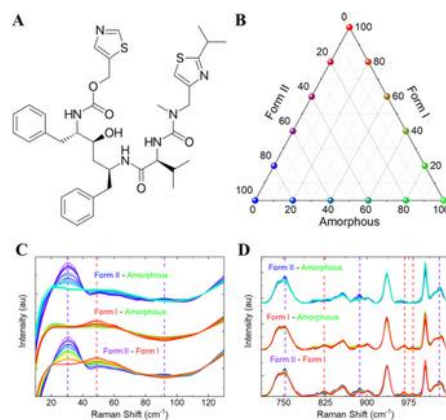 A
S
N
O
O
NH
OH
O
N
H
O
N
H
N
S
N
B
0
100
20
80
40
60
60
40
80
20
100
0
0
20
40
60
80
100
Form II
Form I
Amorphous
C
Intensity (au)
Form II - Amorphous
Form I - Amorphous
Form II - Form I
20
40
60
80
100
120
Raman Shift (cm-1)
D
Intensity (au)
Form II - Amorphous
Form I - Amorphous
Form II - Form I
750
825
900
975
Raman Shift (cm-1)